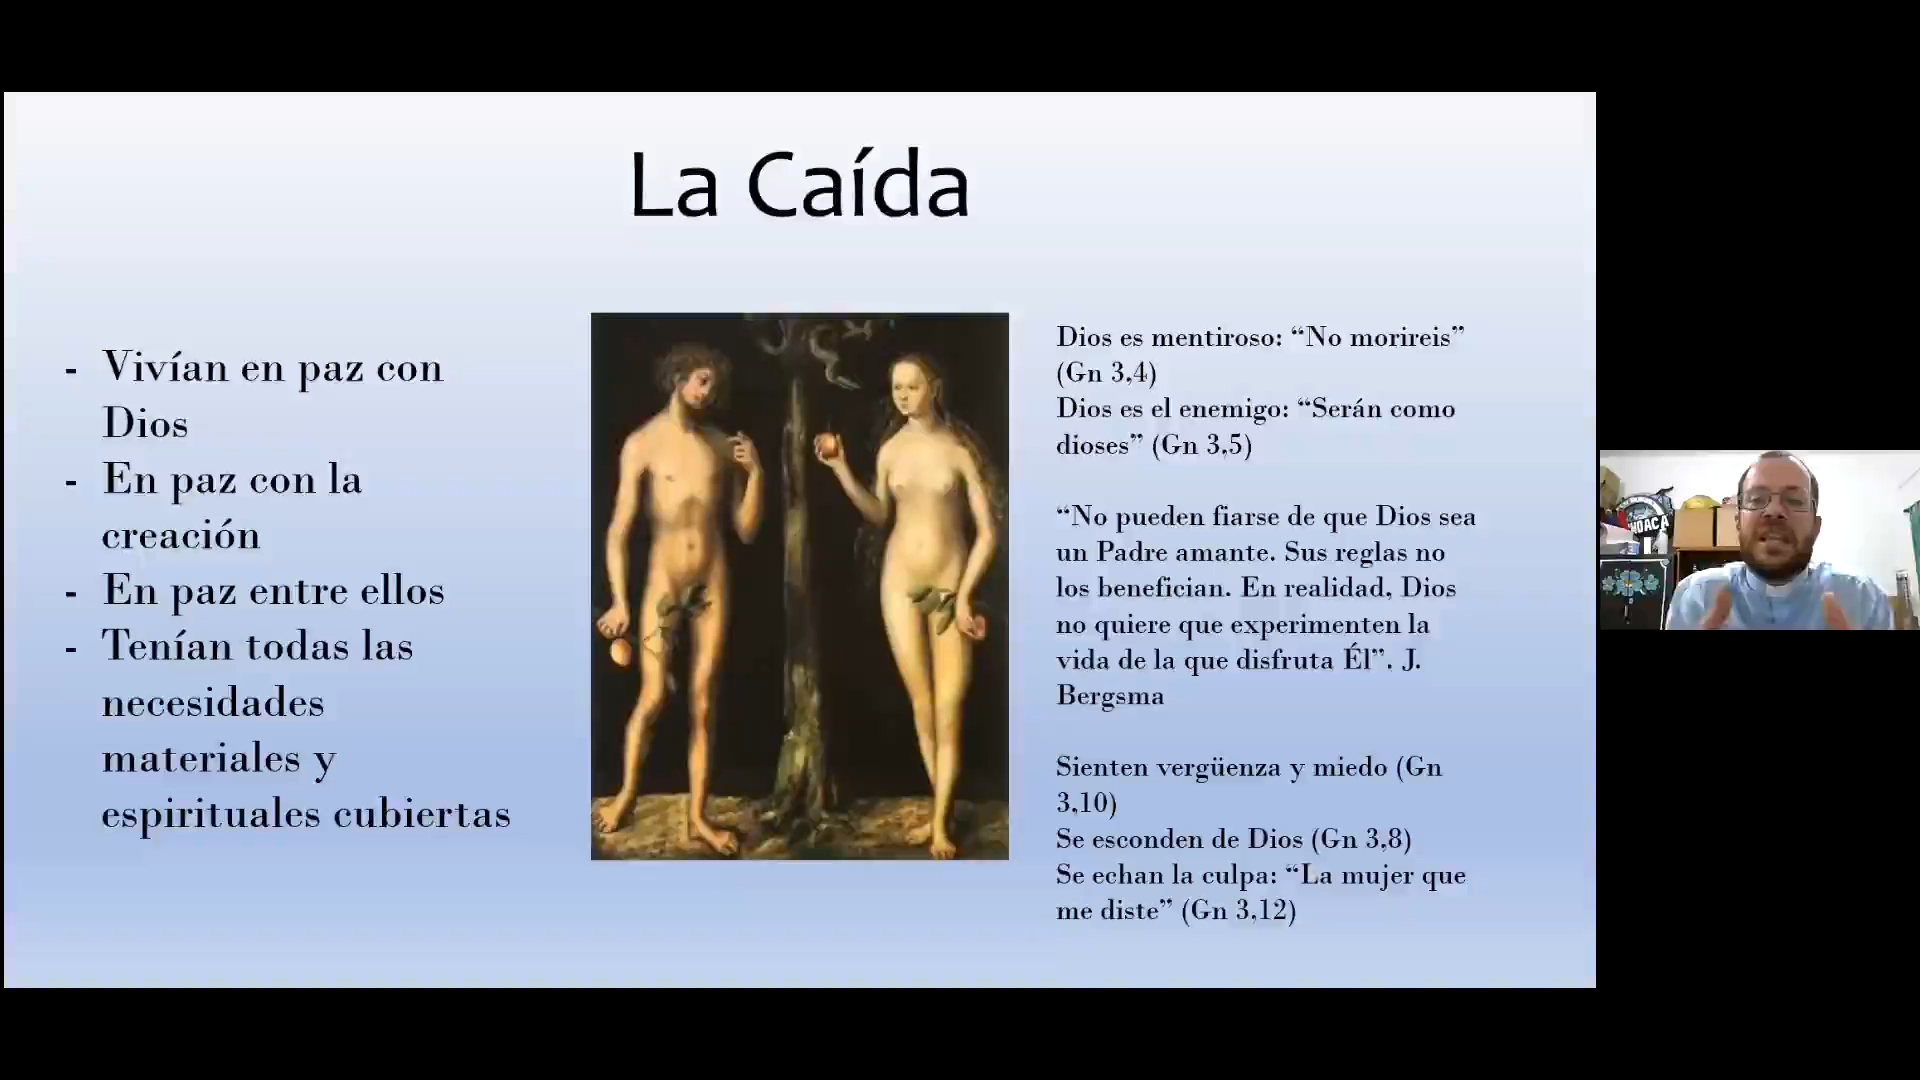 La Caída
- Vivían en paz con
Dios
- En paz con la
creación
- En paz entre ellos
- Tenían todas las
necesidades
materiales y
espirituales cubiertas
Dios es mentiroso: “No morireis”
(Gn 3,4)
Dios es el enemigo: “Serán como
dioses” (Gn 3,5)
“No pueden fiarse de que Dios sea
un Padre amante. Sus reglas no
los benefician. En realidad, Dios
no quiere que experimenten la
vida de la que disfruta Él”. J.
Bergsma
Sienten vergüenza y miedo (Gn
3,10)
Se esconden de Dios (Gn 3,8)
Se echan la culpa: “La mujer que
me diste” (Gn 3,12)